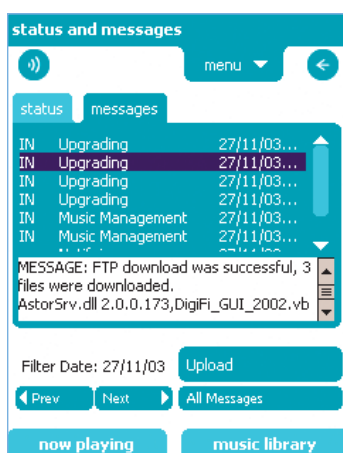 status and messages
menu
status messages
IN Upgrading 27/11/03...
IN Upgrading 27/11/03...
IN Upgrading 27/11/03...
IN Upgrading 27/11/03...
IN Music Management 27/11/03...
IN Music Management 27/11/03...
MESSAGE: FTP download was successful, 3
files were downloaded.
AstorSrv.dll 2.0.0.173,DigiFi_GUI_2002.vb
Filter Date: 27/11/03 Upload
Prev Next All Messages
now playing music library